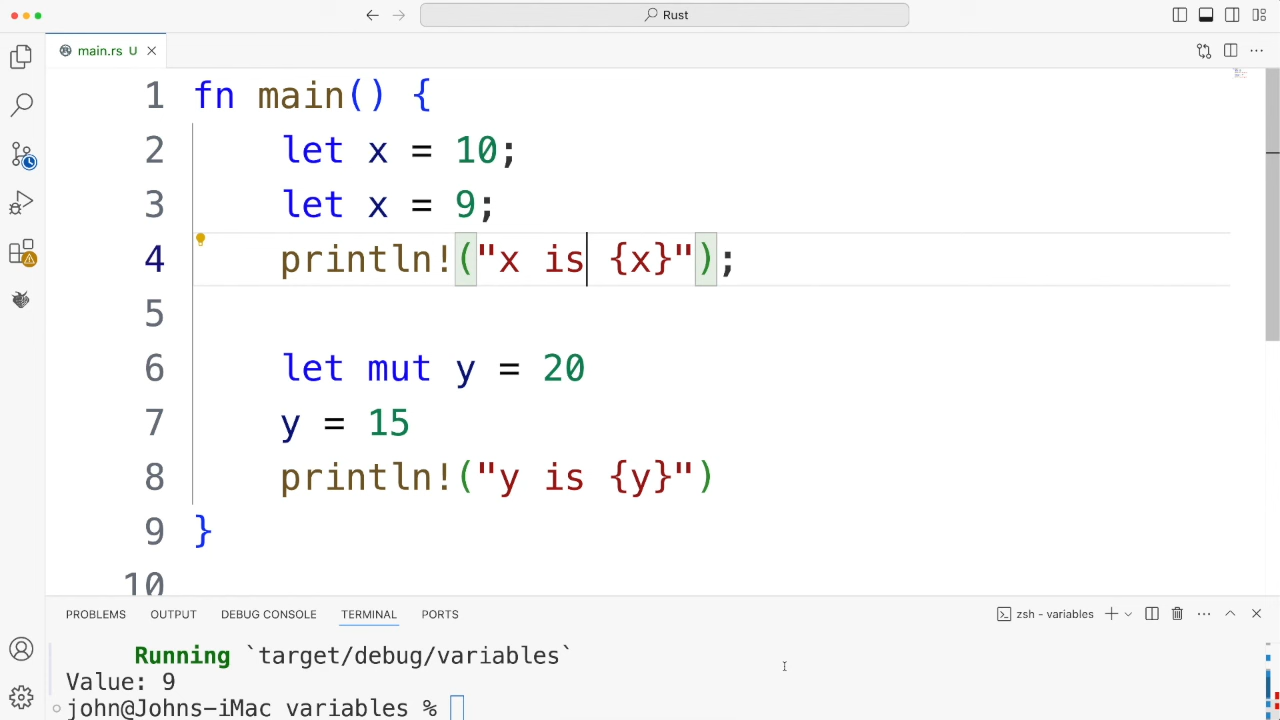 Rust
main.rs U
1 fn main() {
2 let x = 10;
3 let x = 9;
4 println!("x is {x}");
5
6 let mut y = 20
7 y = 15
8 println!("y is {y}")
9 }
10
PROBLEMS OUTPUT DEBUG CONSOLE TERMINAL PORTS zsh - variables
Running `target/debug/variables`
Value: 9
john@Johns-iMac variables %